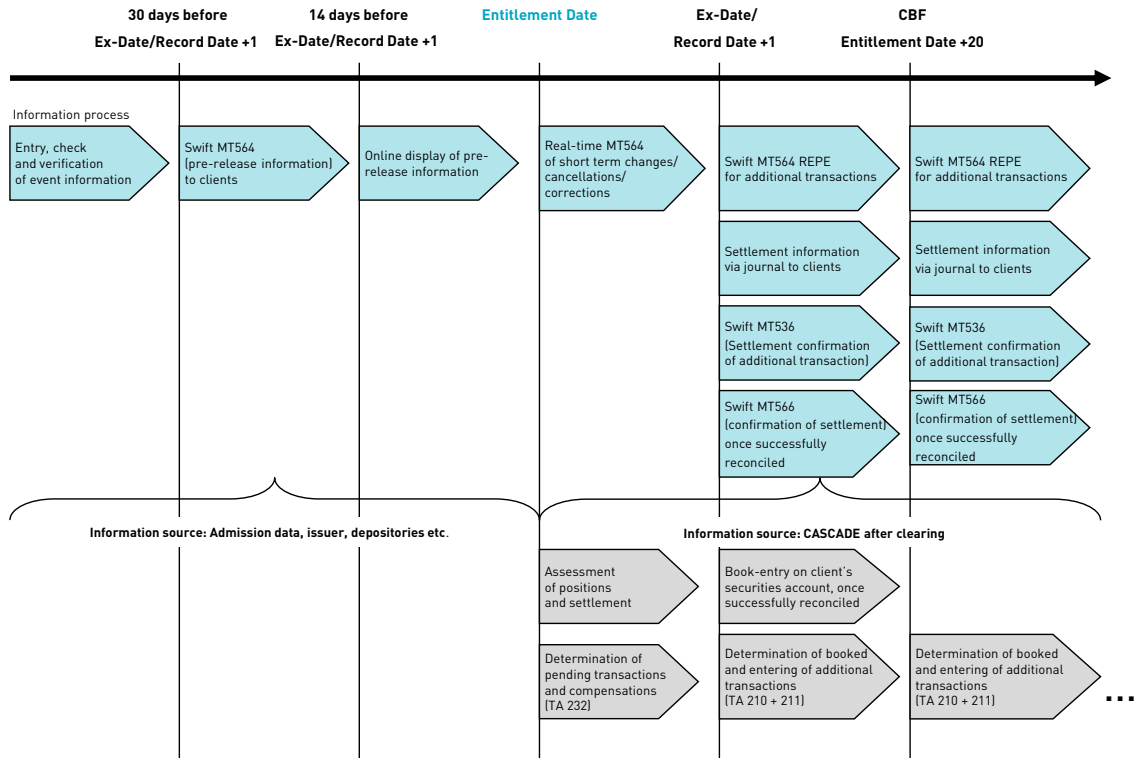 30 days before
Ex-Date/Record Date +1
14 days before
Ex-Date/Record Date +1
Entitlement Date
Ex-Date/
Record Date +1
CBF
Entitlement Date +20
Information process
Entry, check
and verification
of event information
Swift MT564
(pre-release information)
to clients
Online display of pre-
release information
Real-time MT564
of short term changes/
cancellations/
corrections
Swift MT564 REPE
for additional transactions
Swift MT564 REPE
for additional transactions
Settlement information
via journal to clients
Settlement information
via journal to clients
Swift MT536
(Settlement confirmation
of additional transaction)
Swift MT536
(Settlement confirmation
of additional transaction)
Swift MT566
(confirmation of settlement)
once successfully
reconciled
Swift MT566
(confirmation of settlement)
once successfully
reconciled
Information source: Admission data, issuer, depositories etc.
Information source: CASCADE after clearing
Assessment
of positions
and settlement
Book-entry on client's
securities account, once
successfully reconciled
Determination of
pending transactions
and compensations
(TA 232)
Determination of booked
and entering of additional
transactions
(TA 210 + 211)
Determination of booked
and entering of additional
transactions
(TA 210 + 211)
...